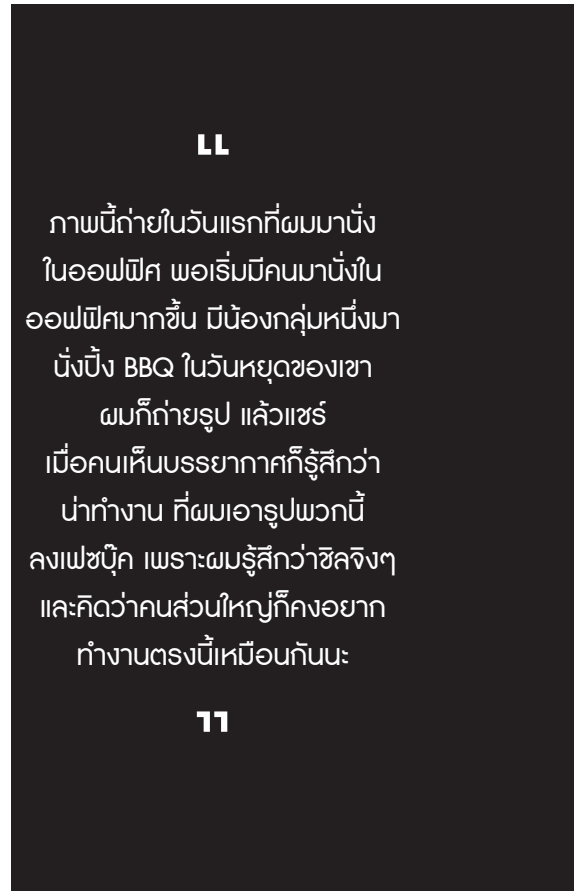 "
ภาพนี้ถ่ายในวันแรกที่ผมมานั่ง
ในออฟฟิศ พอเริ่มมีคนมานั่งใน
ออฟฟิศมากขึ้น มีน้องกลุ่มหนึ่งมา
นั่งปิ้ง BBQ ในวันหยุดของเขา
ผมก็ถ่ายรูป แล้วแชร์
เมื่อคนเห็นบรรยากาศก็รู้สึกว่า
น่าทำงาน ที่ผมเอารูปพวกนี้
ลงเฟซบุ๊ค เพราะผมรู้สึกว่าชิลจิงๆ
และคิดว่าคนส่วนใหญ่ก็คงอยาก
ทำงานตรงนี้เหมือนกันนะ
"